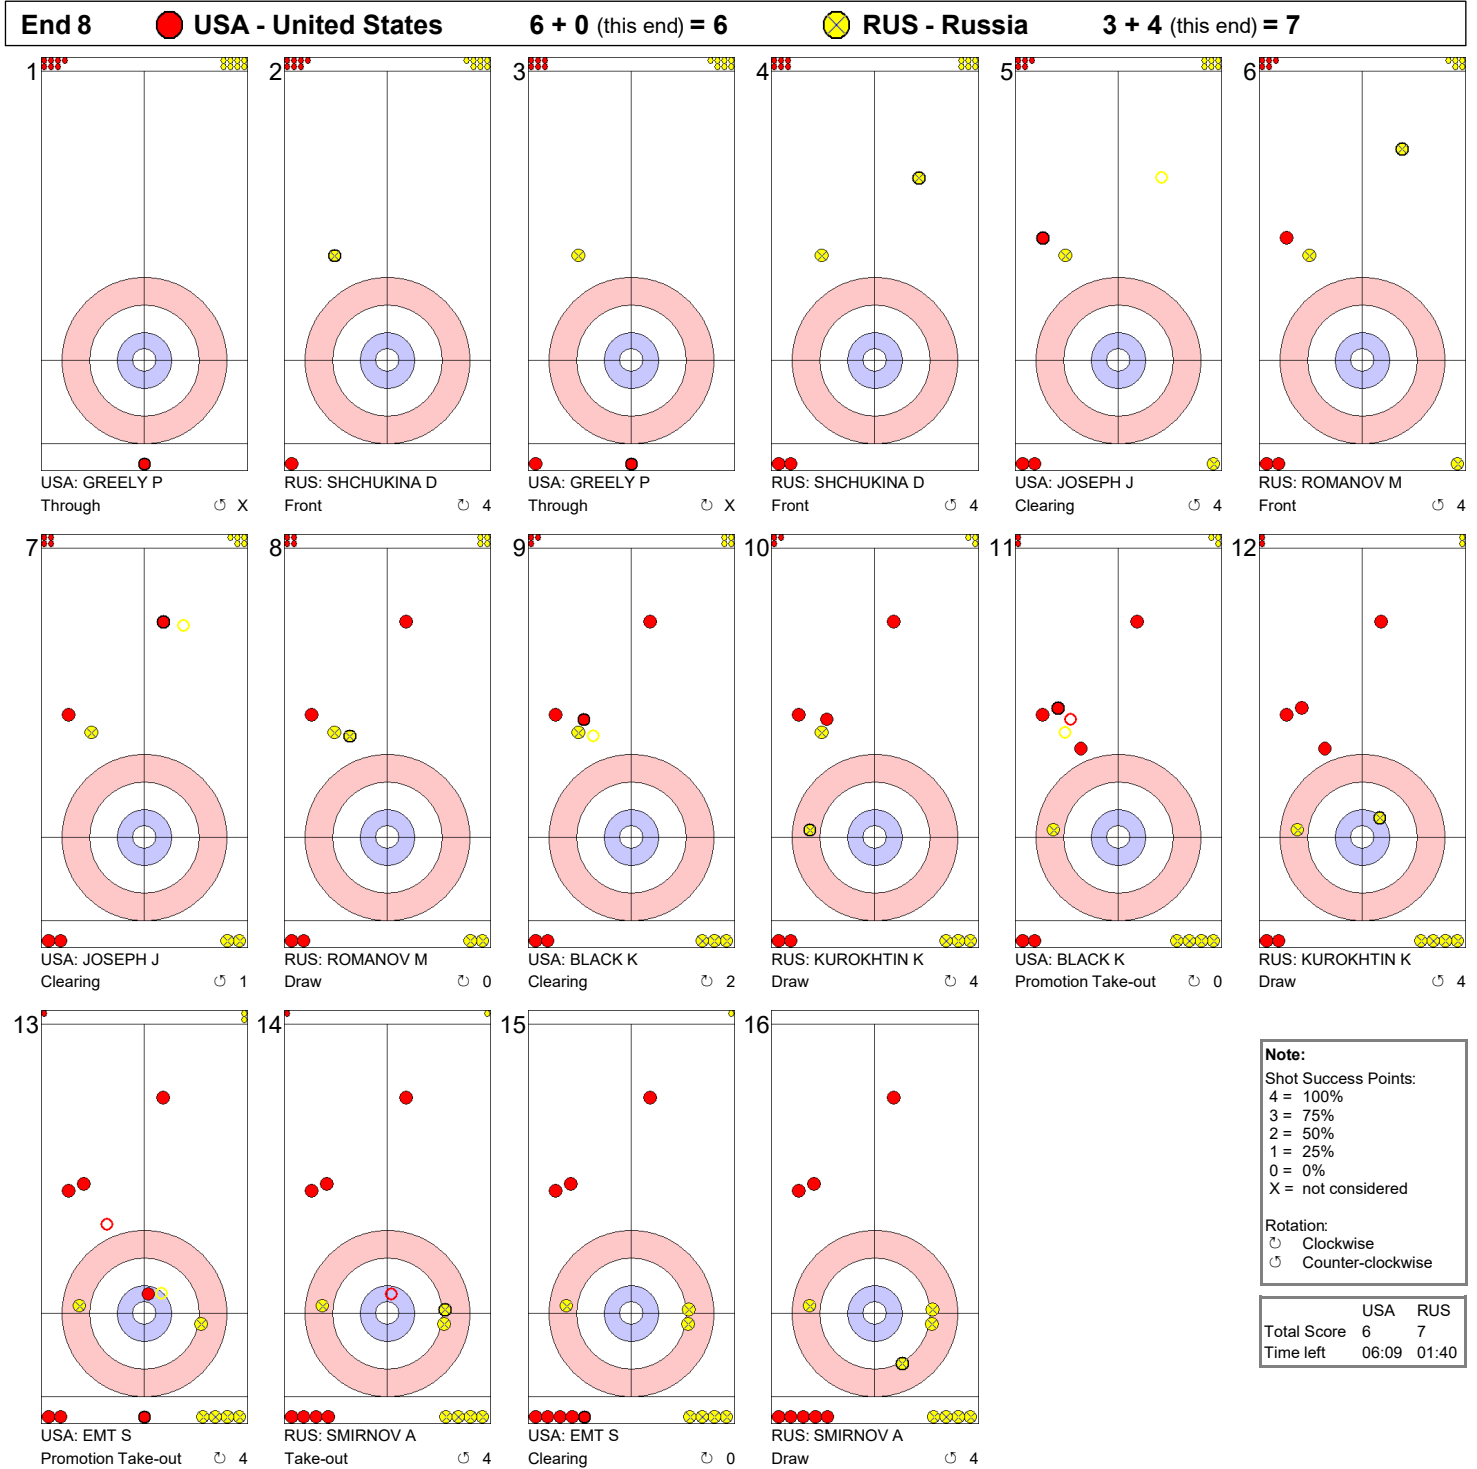 End 8 USA - United States 6 + 0 (this end) = 6 RUS - Russia 3 + 4 (this end) = 7
1 2 3 4 5 6
USA: GREELY P RUS: SHCHUKINA D USA: GREELY P RUS: SHCHUKINA D USA: JOSEPH J RUS: ROMANOV M
Through ↺ X Front ↻ 4 Through ↻ X Front ↺ 4 Clearing ↺ 4 Front ↺ 4
7 8 9 10 11 12
USA: JOSEPH J RUS: ROMANOV M USA: BLACK K RUS: KUROKHTIN K USA: BLACK K RUS: KUROKHTIN K
Clearing ↺ 1 Draw ↻ 0 Clearing ↻ 2 Draw ↻ 4 Promotion Take-out ↻ 0 Draw ↺ 4
13 14 15 16
USA: EMT S RUS: SMIRNOV A USA: EMT S RUS: SMIRNOV A
Promotion Take-out ↻ 4 Take-out ↺ 4 Clearing ↻ 0 Draw ↺ 4
Note:
Shot Success Points:
4 = 100%
3 = 75%
2 = 50%
1 = 25%
0 = 0%
X = not considered
Rotation:
↻ Clockwise
↺ Counter-clockwise
USA RUS
Total Score 6 7
Time left 06:09 01:40